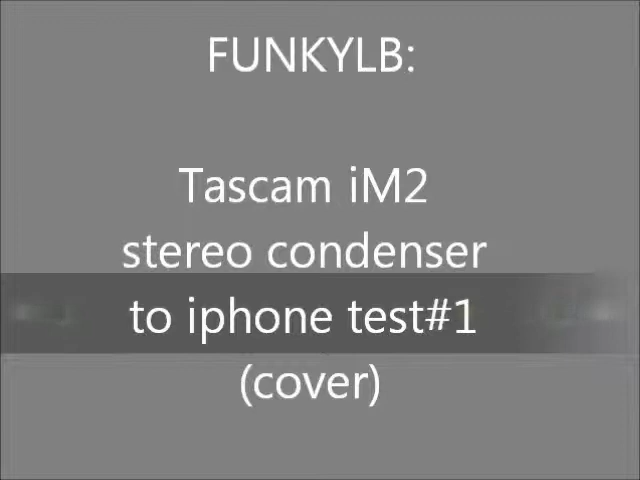 FUNKYLB:
Tascam iM2
stereo condenser
to iphone test#1
(cover)